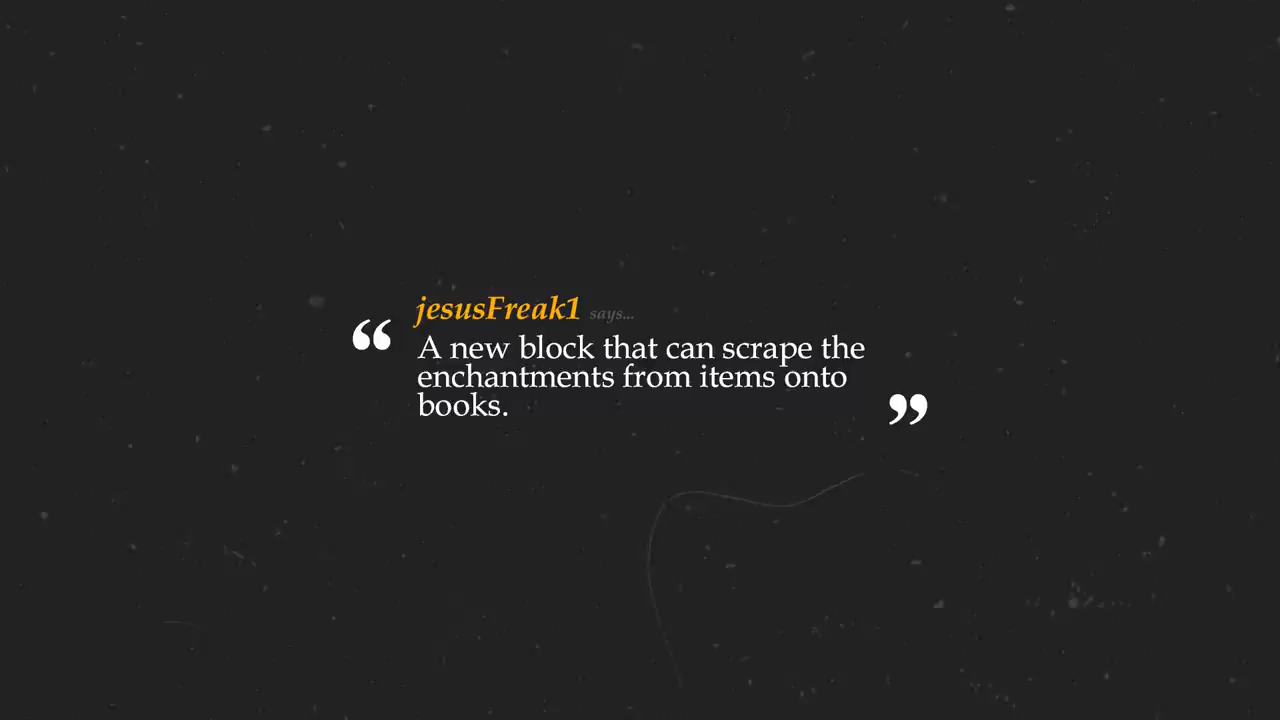 jesusFreak1 says...
“ A new block that can scrape the
enchantments from items onto
books. ”